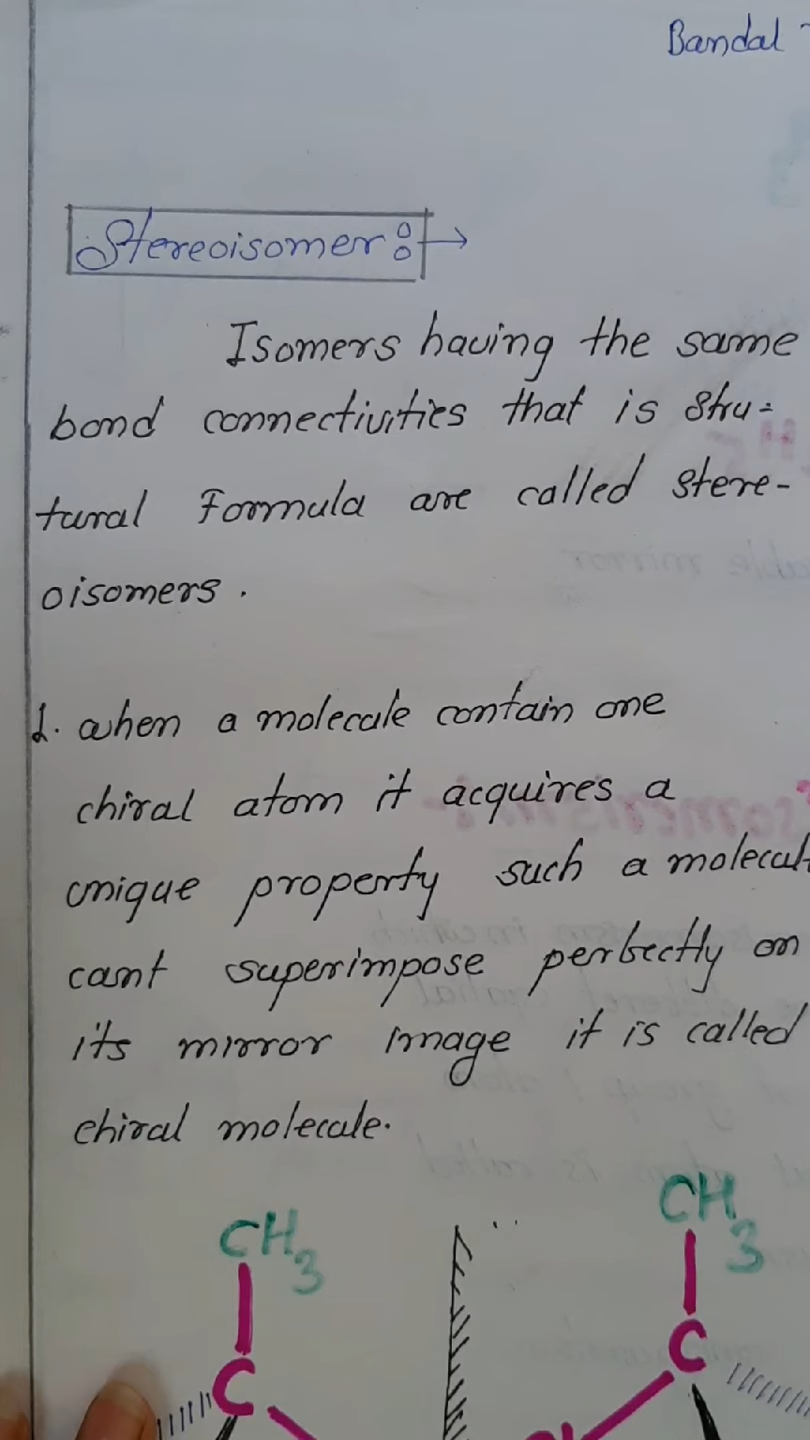 Bandal
Stereoisomer:→
Isomers having the same
bond connectivities that is stru-
tural Formula are called stere-
oisomers.
1. when a molecule contain one
chiral atom it acquires a
unique property such a molecul
cant superimpose perbectly on
its mirror image it is called
chiral molecule.
CH3 CH3
C C